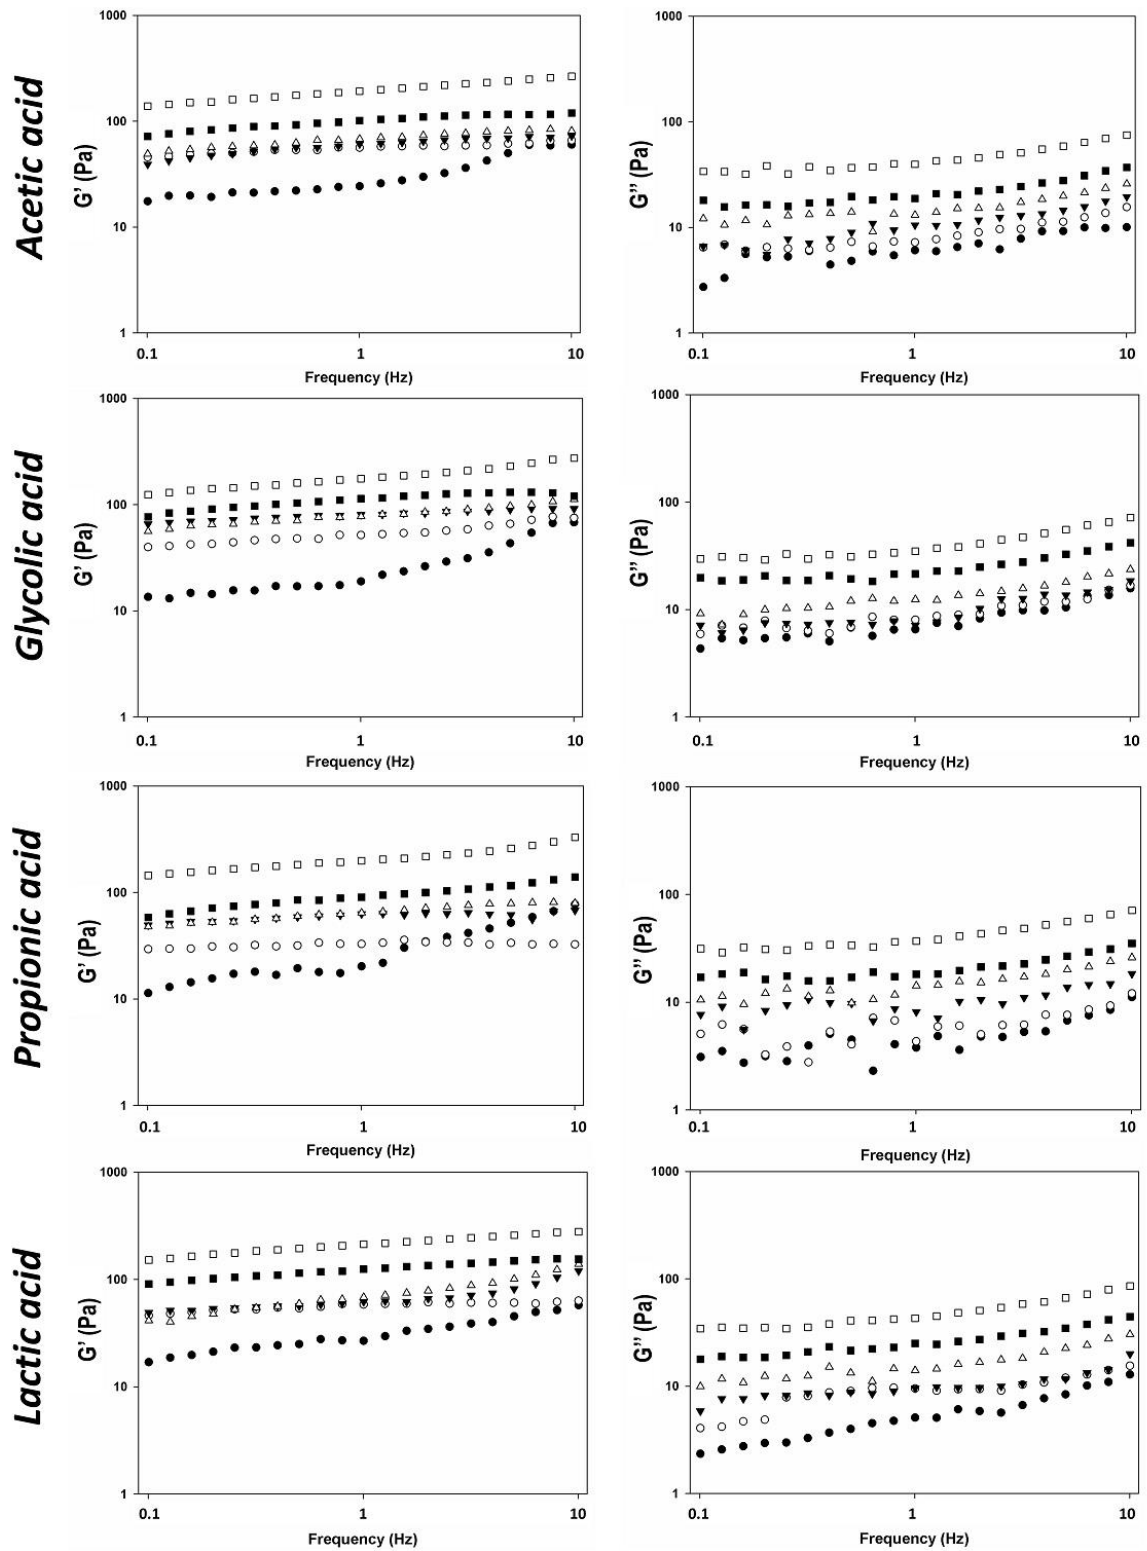 Acetic acid
1000
100
10
1
G' (Pa)
0.1 1 10
Frequency (Hz)
1000
100
10
1
G'' (Pa)
0.1 1 10
Frequency (Hz)
Glycolic acid
1000
100
10
1
G' (Pa)
0.1 1 10
Frequency (Hz)
1000
100
10
1
G'' (Pa)
0.1 1 10
Frequency (Hz)
Propionic acid
1000
100
10
1
G' (Pa)
0.1 1 10
Frequency (Hz)
1000
100
10
1
G'' (Pa)
0.1 1 10
Frequency (Hz)
Lactic acid
1000
100
10
1
G' (Pa)
0.1 1 10
Frequency (Hz)
1000
100
10
1
G'' (Pa)
0.1 1 10
Frequency (Hz)